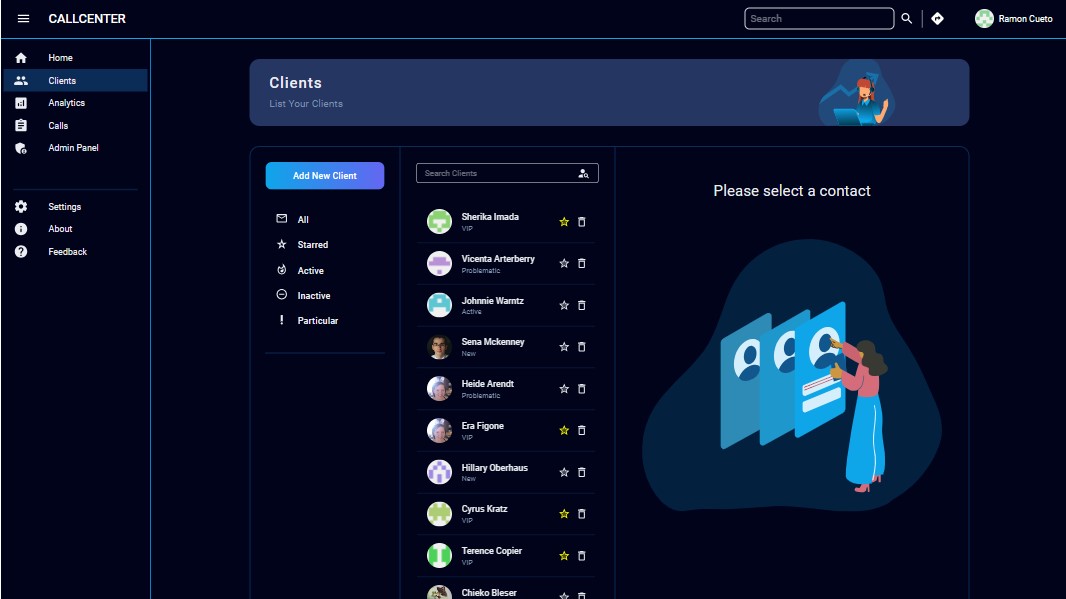 CALLCENTER
Search
Ramon Cueto
Home
Clients
Analytics
Calls
Admin Panel
Settings
About
Feedback
Clients
List Your Clients
Add New Client
All
Starred
Active
Inactive
Particular
Search Clients
Sherika Imada
VIP
Vicenta Arterberry
Problematic
Johnnie Warntz
Active
Sena Mckenney
New
Heide Arendt
Problematic
Era Figone
VIP
Hillary Oberhaus
New
Cyrus Kratz
VIP
Terence Copier
VIP
Chieko Bleser
Please select a contact